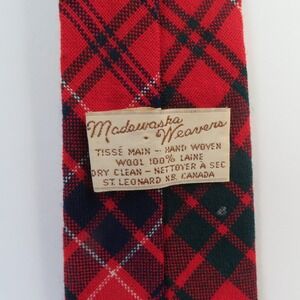 Madawaska
Weavers
TISSÉ MAIN - HAND WOVEN
WOOL 100% LAINE
DRY CLEAN - NETTOYER A SEC
ST. LEONARD N.B. CANADA